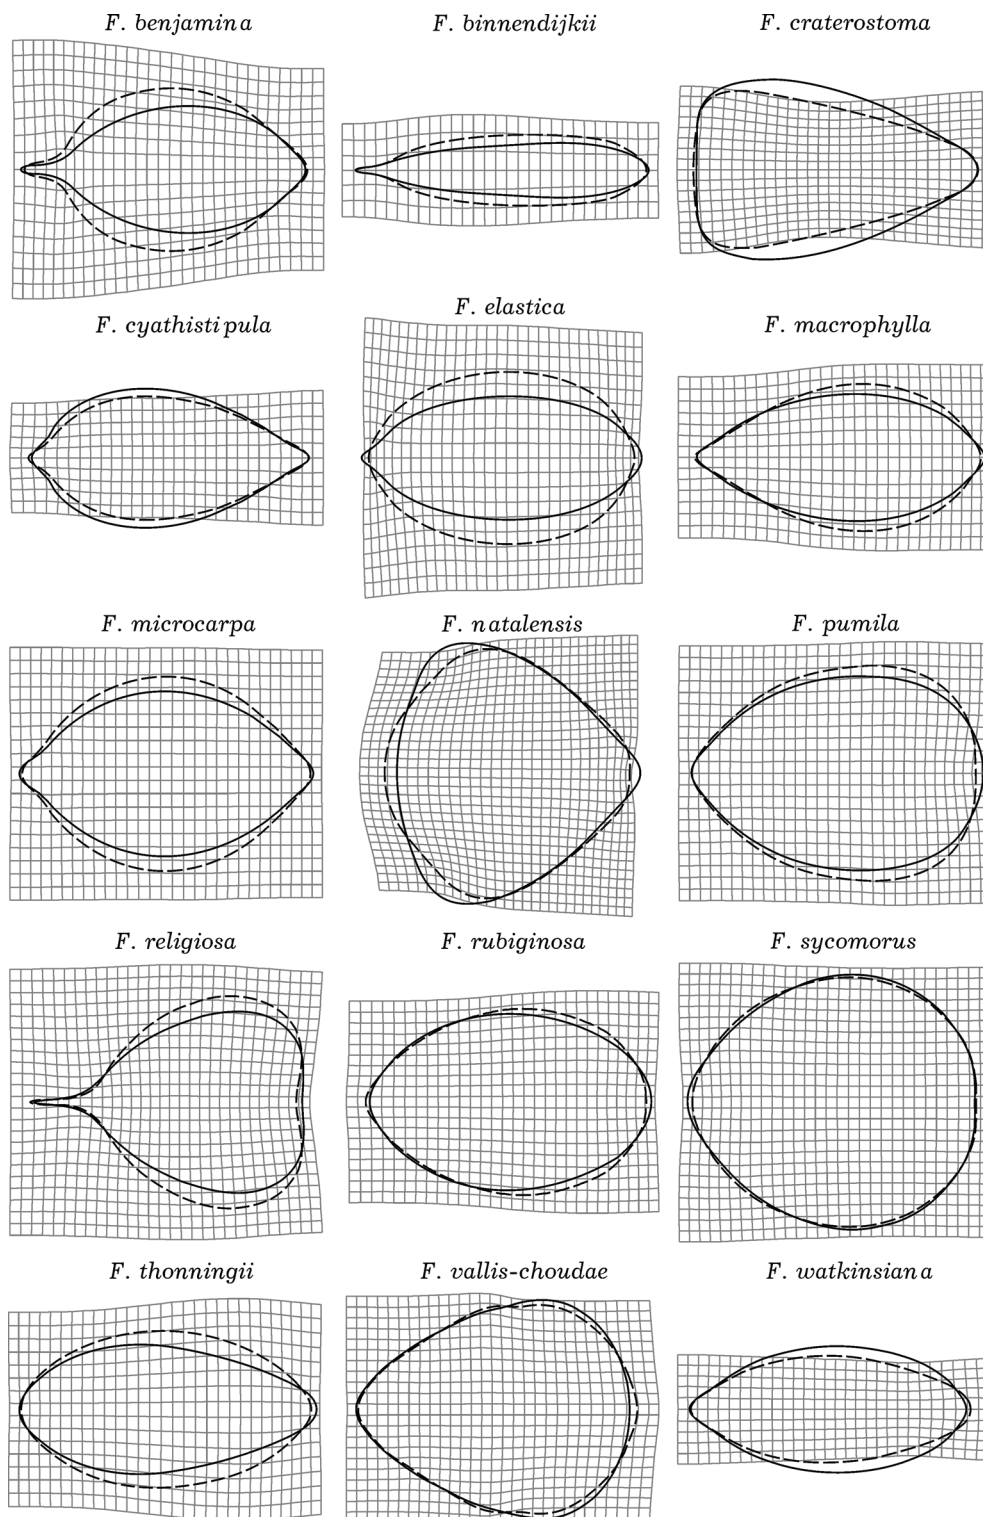 F. benjamina
F. binnendijkii
F. craterostoma
F. cyathistipula
F. elastica
F. macrophylla
F. microcarpa
F. natalensis
F. pumila
F. religiosa
F. rubiginosa
F. sycomorus
F. thonningii
F. vallis-choudae
F. watkinsiana